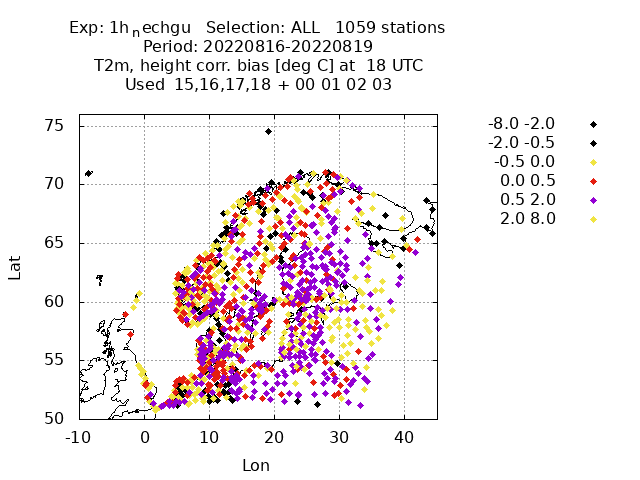 Exp: 1h nechgu Selection: ALL 1059 stations
Period: 20220816-20220819
T2m, height corr. bias [deg C] at 18 UTC
Used 15,16,17,18 + 00 01 02 03
-8.0 -2.0
-2.0 -0.5
-0.5 0.0
0.0 0.5
0.5 2.0
2.0 8.0
75
70
65
60
55
50
Lat
-10 0 10 20 30 40
Lon